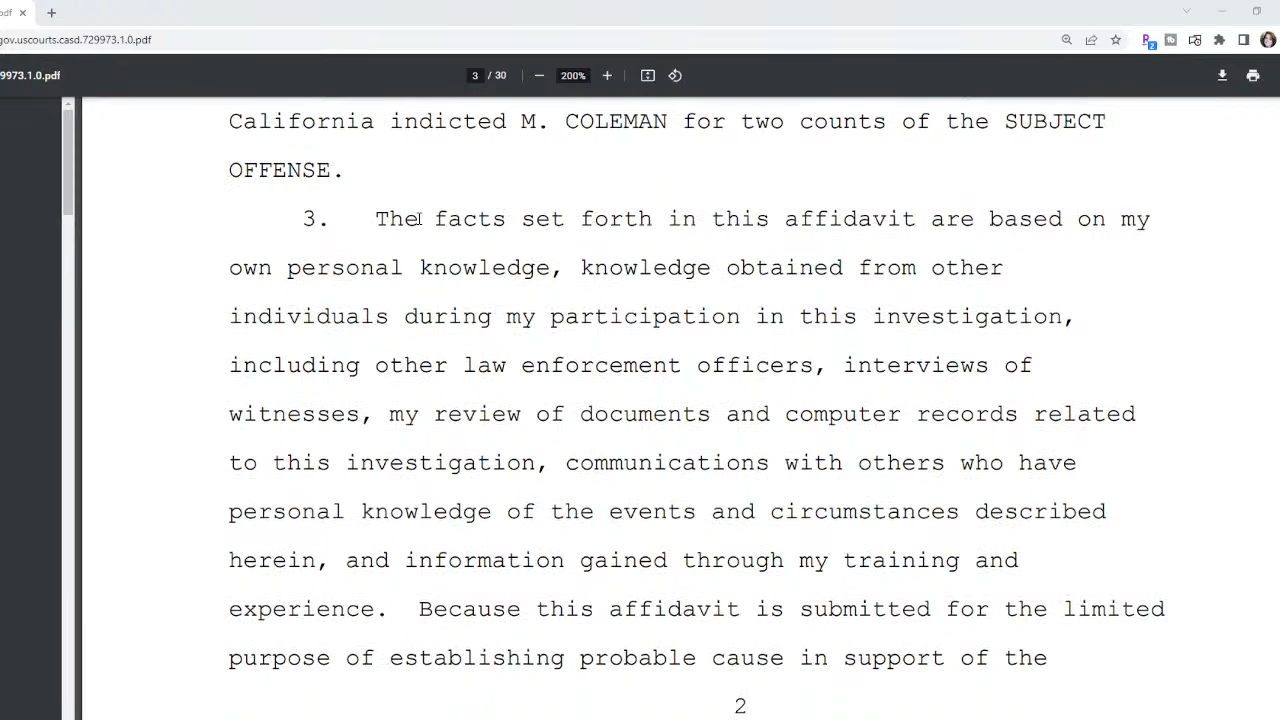 pdf
gov.uscourts.casd.729973.1.0.pdf
9973.1.0.pdf
3 / 30
200%
California indicted M. COLEMAN for two counts of the SUBJECT
OFFENSE.
3. The facts set forth in this affidavit are based on my
own personal knowledge, knowledge obtained from other
individuals during my participation in this investigation,
including other law enforcement officers, interviews of
witnesses, my review of documents and computer records related
to this investigation, communications with others who have
personal knowledge of the events and circumstances described
herein, and information gained through my training and
experience. Because this affidavit is submitted for the limited
purpose of establishing probable cause in support of the
2